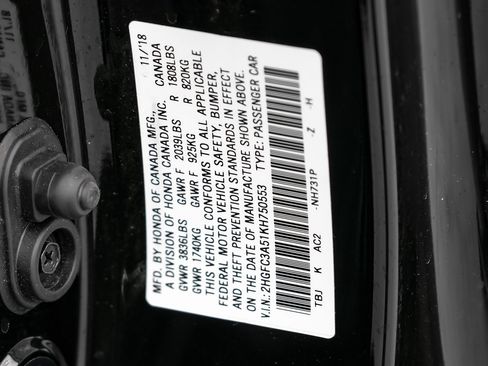 MFD. BY HONDA OF CANADA MFG.,
A DIVISION OF HONDA CANADA INC.
11/18
CANADA
GVWR 3836LBS GAWR F 2039LBS R 1808LBS
GVWR 1740KG GAWR F 925KG R 820KG
THIS VEHICLE CONFORMS TO ALL APPLICABLE
FEDERAL MOTOR VEHICLE SAFETY, BUMPER,
AND THEFT PREVENTION STANDARDS IN EFFECT
ON THE DATE OF MANUFACTURE SHOWN ABOVE.
V.I.N.: 2HGFC3A51KH750553 TYPE: PASSENGER CAR
TBJ K AC2 -NH731P -Z -H